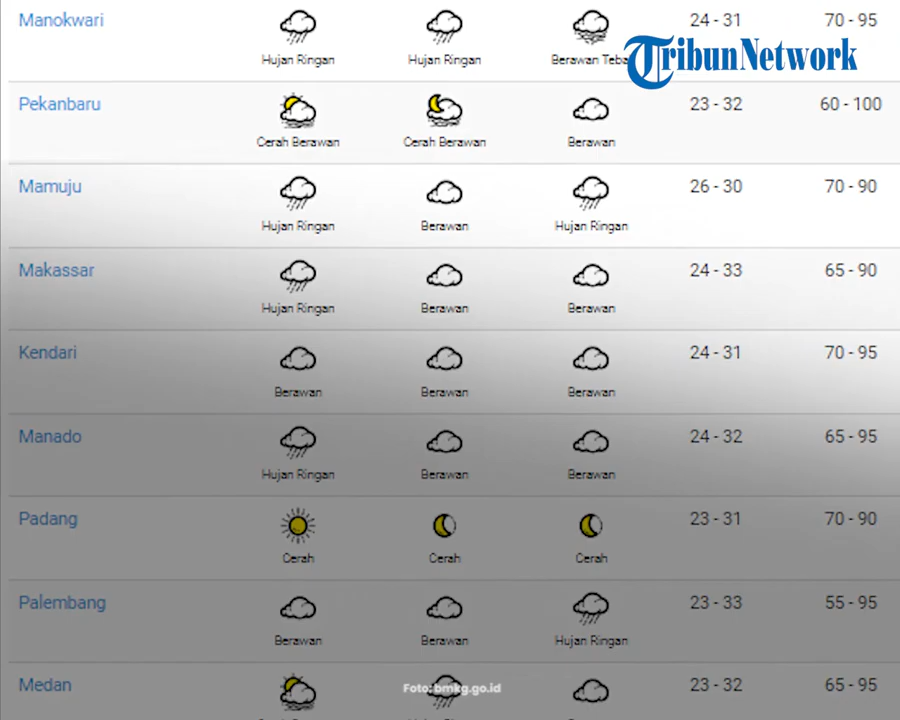 Manokwari 24 - 31 70 - 95
Hujan Ringan Hujan Ringan Berawan
TribunNetwork
Pekanbaru 23 - 32 60 - 100
Cerah Berawan Cerah Berawan Berawan
Mamuju 26 - 30 70 - 90
Hujan Ringan Berawan Hujan Ringan
Makassar 24 - 33 65 - 90
Hujan Ringan Berawan Berawan
Kendari 24 - 31 70 - 95
Berawan Berawan Berawan
Manado 24 - 32 65 - 95
Hujan Ringan Berawan Berawan
Padang 23 - 31 70 - 90
Cerah Cerah Cerah
Palembang 23 - 33 55 - 95
Berawan Berawan Hujan Ringan
Medan 23 - 32 65 - 95
Foto: bmkg.go.id